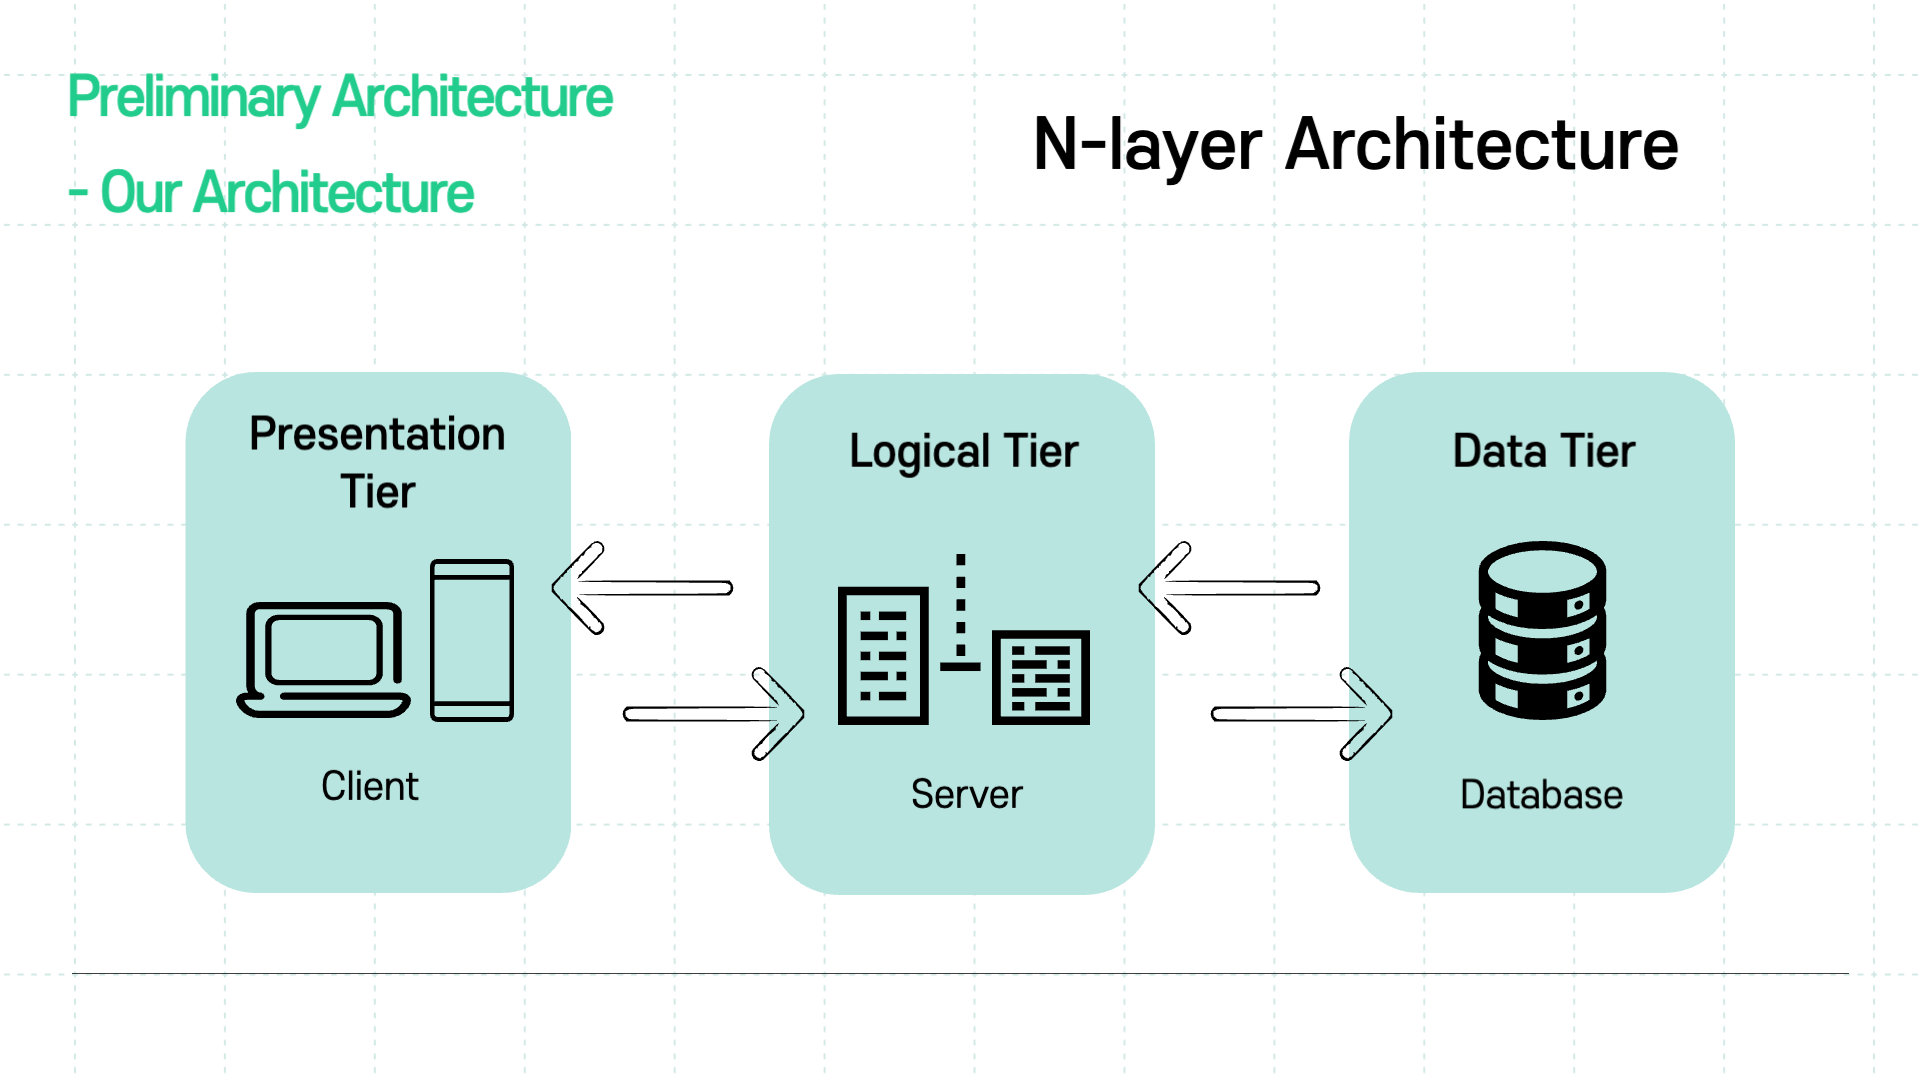 Preliminary Architecture
- Our Architecture
N-layer Architecture
Presentation
Tier
Client
Logical Tier
Server
Data Tier
Database